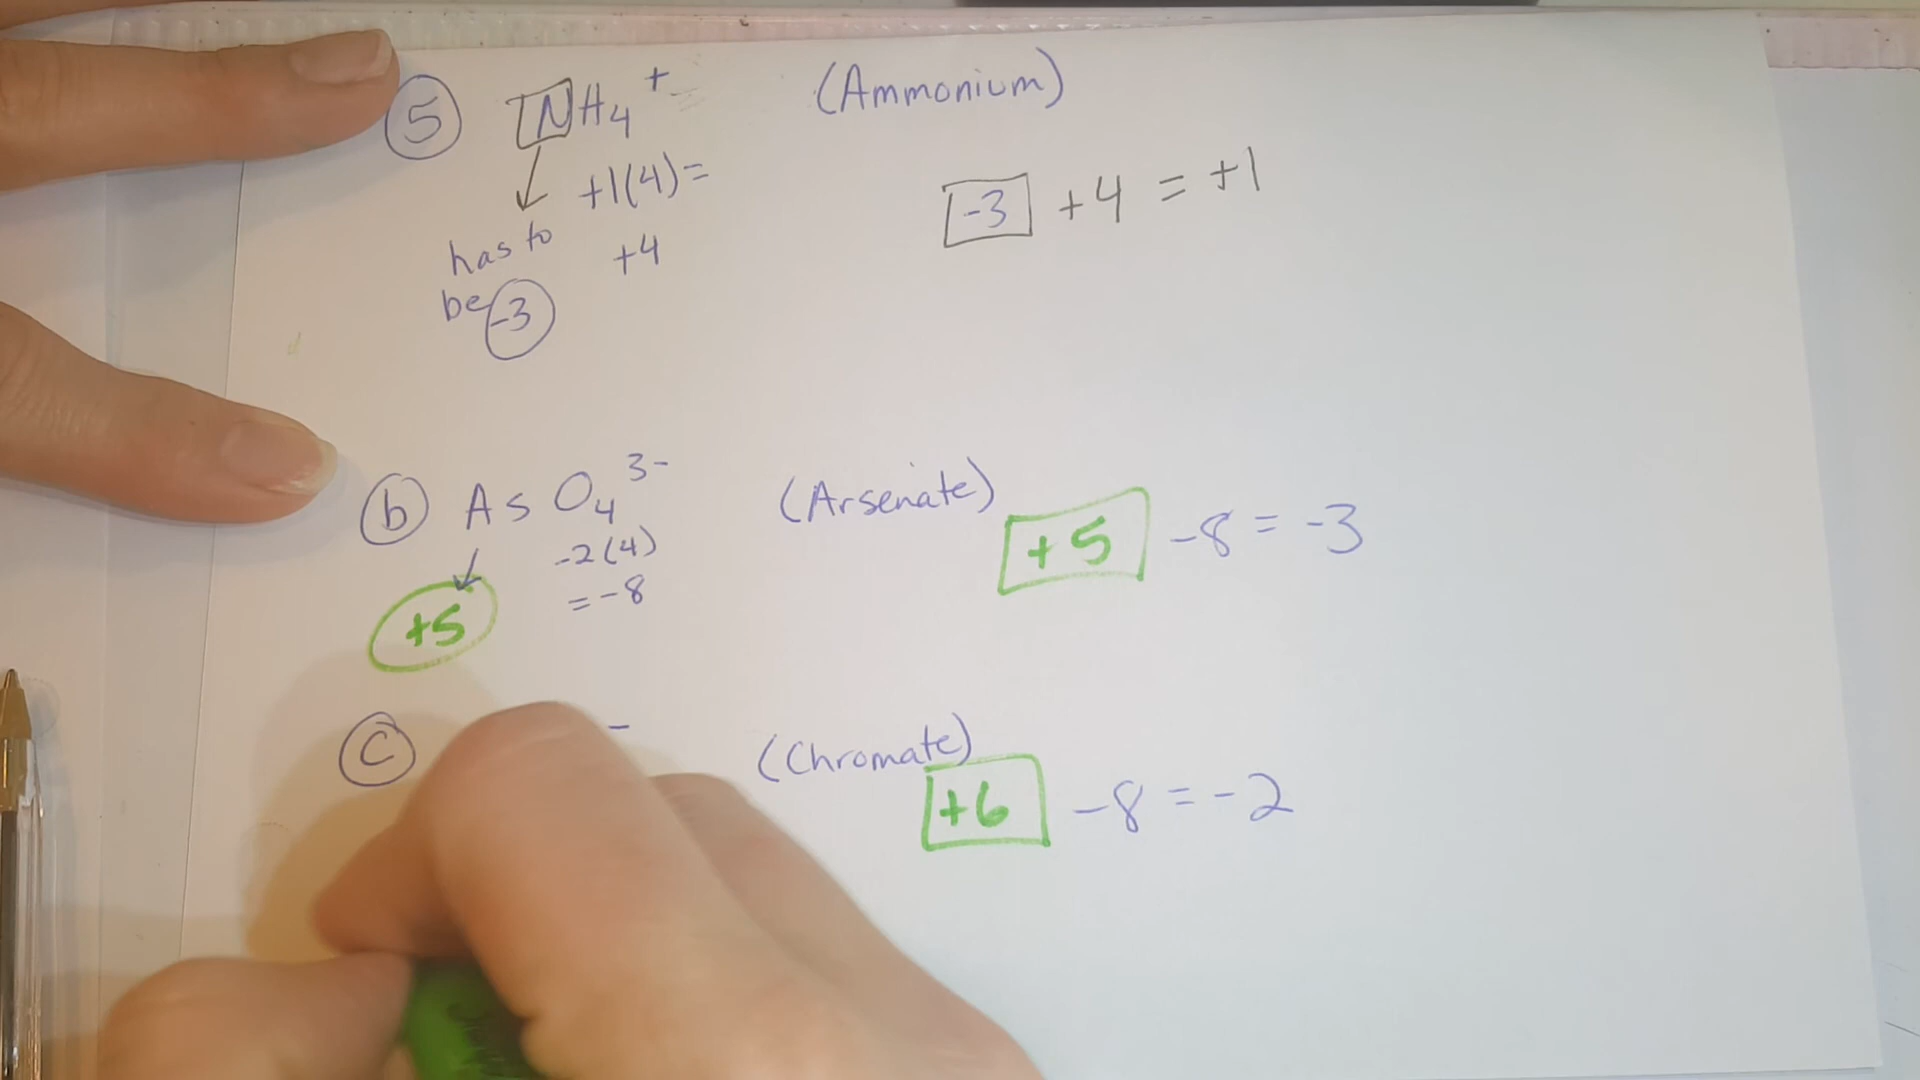 5 NH4+ (Ammonium)
+1(4)=
-3 +4 = +1
has to
+4
be -3
b AsO4 3- (Arsenate)
+5 -8 = -3
-2(4)
= -8
+5
c - (Chromate)
+6 -8 = -2